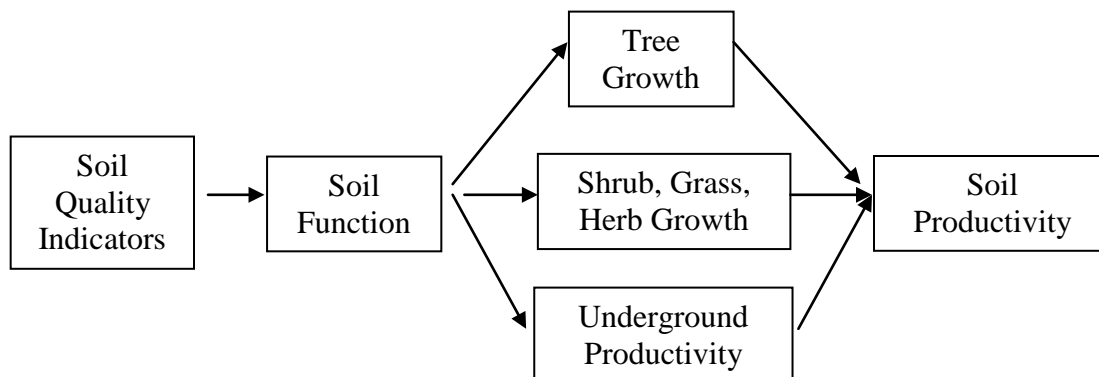 Soil
Quality
Indicators
Soil
Function
Tree
Growth
Shrub, Grass,
Herb Growth
Underground
Productivity
Soil
Productivity